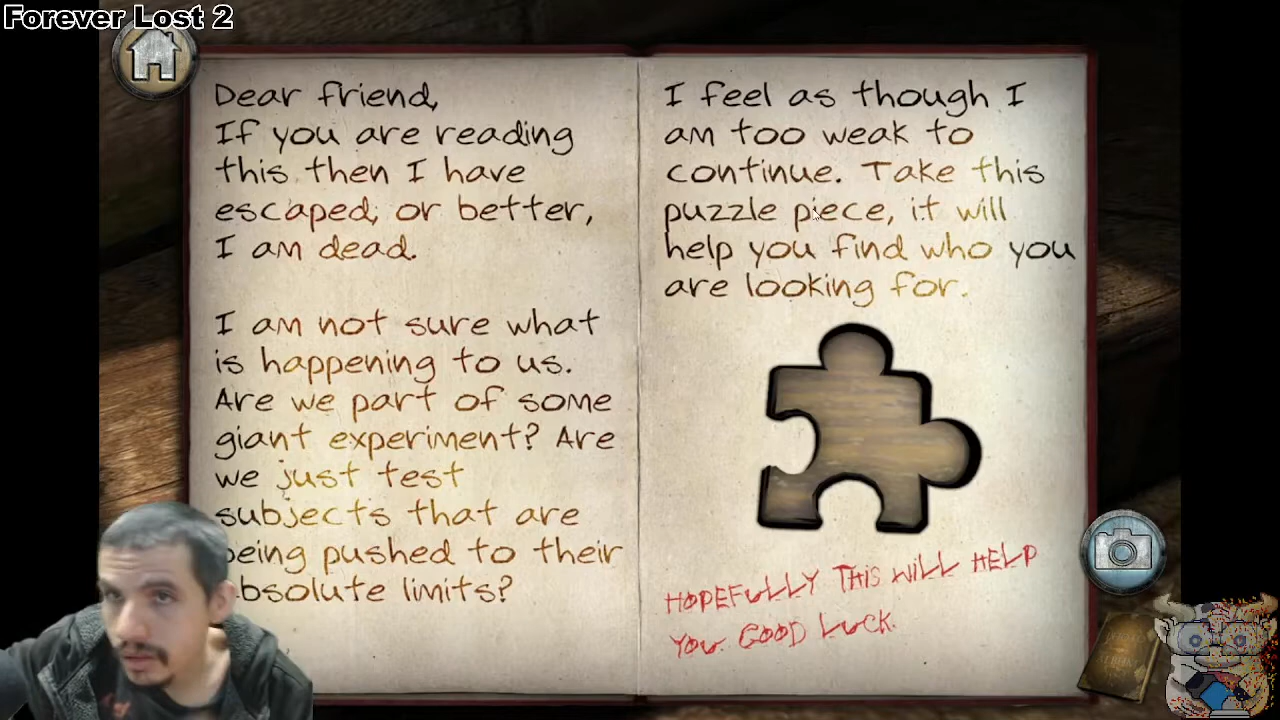 Forever Lost 2
Dear friend,
If you are reading
this then I have
escaped, or better,
I am dead.
I am not sure what
is happening to us.
Are we part of some
giant experiment? Are
we just test
subjects that are
being pushed to their
absolute limits?
I feel as though I
am too weak to
continue. Take this
puzzle piece, it will
help you find who you
are looking for.
HOPEFULLY THIS WILL HELP
YOU. GOOD LUCK.